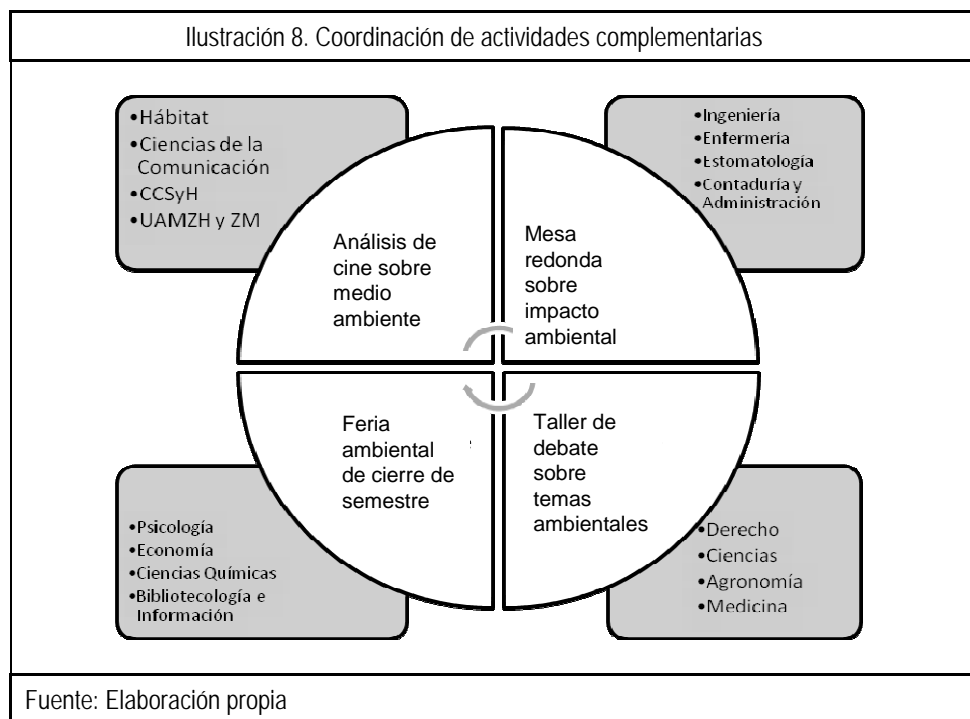 Ilustración 8. Coordinación de actividades complementarias
•Hábitat
•Ciencias de la
Comunicación
•CCSyH
•UAMZH y ZM
•Ingeniería
•Enfermería
•Estomatología
•Contaduría y
Administración
Análisis de
cine sobre
medio
ambiente
Mesa
redonda
sobre
impacto
ambiental
Feria
ambiental
de cierre de
semestre
Taller de
debate
sobre
temas
ambientales
•Psicología
•Economía
•Ciencias Químicas
•Bibliotecología e
Información
•Derecho
•Ciencias
•Agronomía
•Medicina
Fuente: Elaboración propia